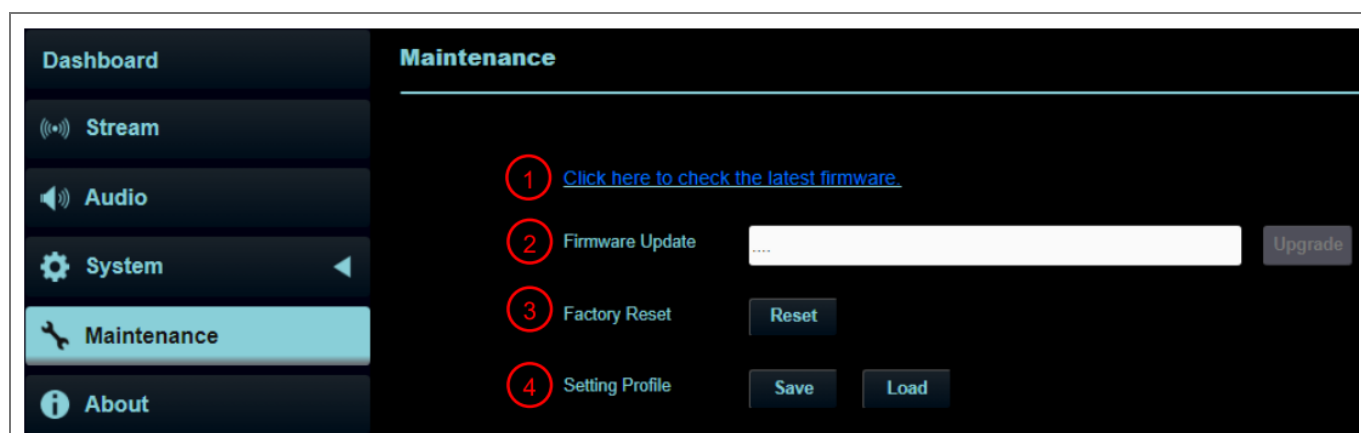 Dashboard
Stream
Audio
System
Maintenance
About
Maintenance
1 Click here to check the latest firmware.
2 Firmware Update .... Upgrade
3 Factory Reset Reset
4 Setting Profile Save Load